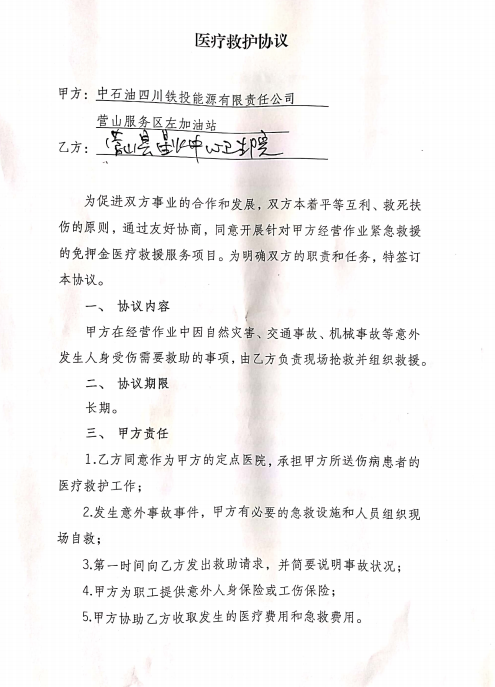 医疗救护协议
甲方：中石油四川铁投能源有限责任公司
营山服务区左加油站
乙方：营山县星火中心卫生院
为促进双方事业的合作和发展，双方本着平等互利、救死扶
伤的原则，通过友好协商，同意开展针对甲方经营作业紧急救援
的免押金医疗救援服务项目。为明确双方的职责和任务，特签订
本协议。
一、 协议内容
甲方在经营作业中因自然灾害、交通事故、机械事故等意外
发生人身受伤需要救助的事项，由乙方负责现场抢救并组织救援。
二、 协议期限
长期。
三、 甲方责任
1.乙方同意作为甲方的定点医院，承担甲方所送伤病患者的
医疗救护工作；
2.发生意外事故事件，甲方有必要的急救设施和人员组织现
场自救；
3.第一时间向乙方发出救助请求，并简要说明事故状况；
4.甲方为职工提供意外人身保险或工伤保险；
5.甲方协助乙方收取发生的医疗费用和急救费用。